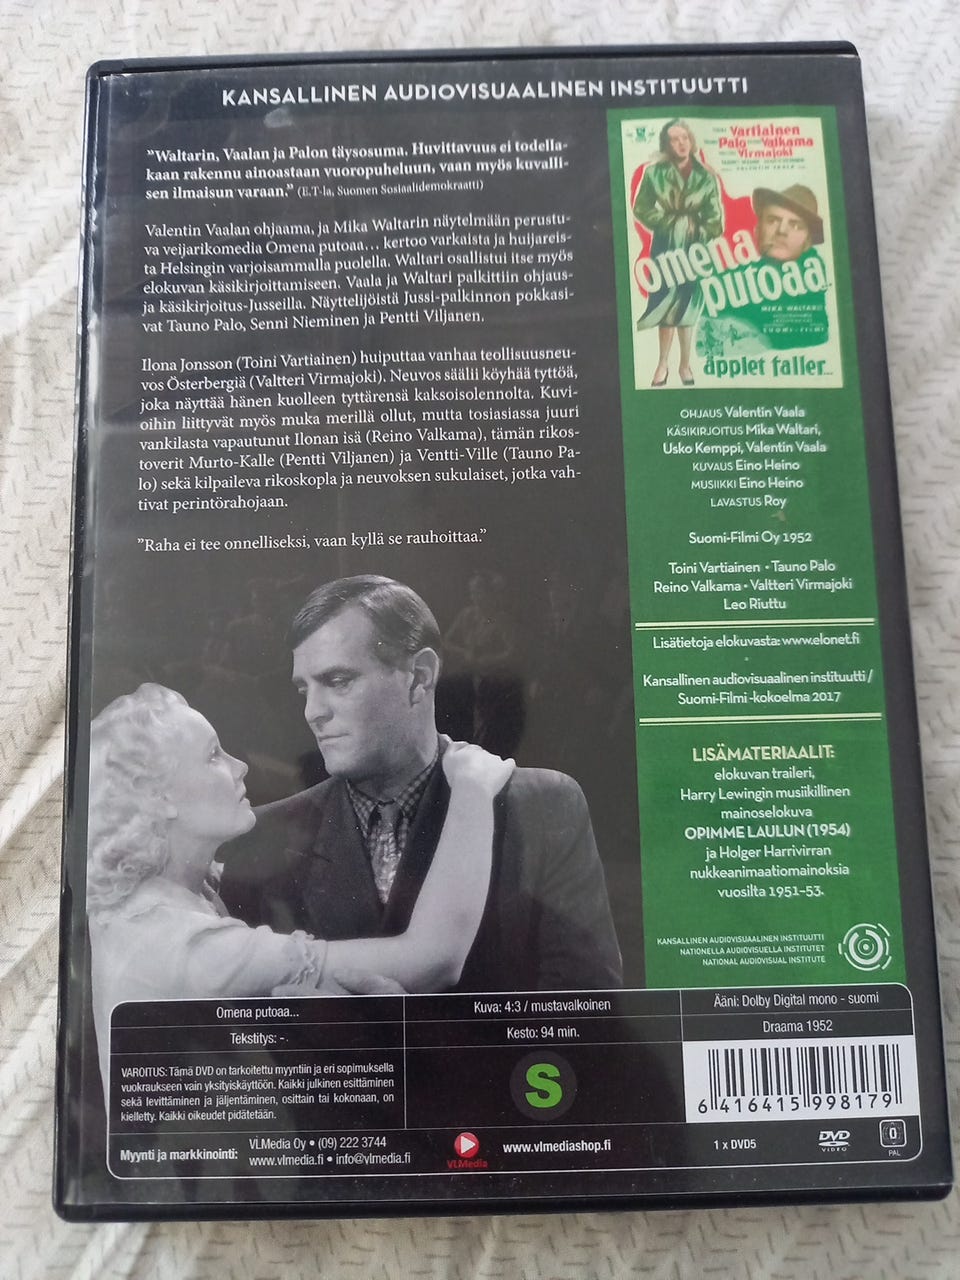 KANSALLINEN AUDIOVISUAALINEN INSTITUUTTI
”Waltarin, Vaalan ja Palon täysosuma. Huvittavuus ei todella-
kaan rakennu ainoastaan vuoropuheluun, vaan myös kuvalli-
sen ilmaisun varaan.” (E.T-la, Suomen Sosiaalidemokraatti)
Valentin Vaalan ohjaama, ja Mika Waltarin näytelmään perustu-
va veijarikomedia Omena putoaa... kertoo varkaista ja huijareis-
ta Helsingin varjoisammalla puolella. Waltari osallistui itse myös
elokuvan käsikirjoittamiseen. Vaala ja Waltari palkittiin ohjaus-
ja käsikirjoitus-Jusseilla. Näyttelijöistä Jussi-palkinnon pokkasi-
vat Tauno Palo, Senni Nieminen ja Pentti Viljanen.
Ilona Jonsson (Toini Vartiainen) huiputtaa vanhaa teollisuusneu-
vos Österbergiä (Valtteri Virmajoki). Neuvos säälii köyhää tyttöä,
joka näyttää hänen kuolleen tyttärensä kaksoisolennolta. Kuvi-
oihin liittyvät myös muka merillä ollut, mutta tosiasiassa juuri
vankilasta vapautunut Ilonan isä (Reino Valkama), tämän rikos-
toverit Murto-Kalle (Pentti Viljanen) ja Ventti-Ville (Tauno Pa-
lo) sekä kilpaileva rikoskopla ja neuvoksen sukulaiset, jotka vah-
tivat perintörahojaan.
”Raha ei tee onnelliseksi, vaan kyllä se rauhoittaa.”
Vartiainen
Palo Valkama
Virmajoki
VALENTIN VAALA
omena
putoaa...
MIKA WALTARI
SUOMI-FILMI
äpplet faller...
OHJAUS Valentin Vaala
KÄSIKIRJOITUS Mika Waltari,
Usko Kemppi, Valentin Vaala
KUVAUS Eino Heino
MUSIIKKI Eino Heino
LAVASTUS Roy
Suomi-Filmi Oy 1952
Toini Vartiainen • Tauno Palo
Reino Valkama • Valtteri Virmajoki
Leo Riuttu
Lisätietoja elokuvasta: www.elonet.fi
Kansallinen audiovisuaalinen instituutti /
Suomi-Filmi -kokoelma 2017
LISÄMATERIAALIT:
elokuvan traileri,
Harry Lewingin musiikillinen
mainoselokuva
OPIMME LAULUN (1954)
ja Holger Harrivirran
nukkeanimaatiomainoksia
vuosilta 1951–53.
KANSALLINEN AUDIOVISUAALINEN INSTITUUTTI
NATIONELLA AUDIOVISUELLA INSTITUTET
NATIONAL AUDIOVISUAL INSTITUTE
Omena putoaa...
Tekstitys: -
Kuva: 4:3 / mustavalkoinen
Kesto: 94 min.
Ääni: Dolby Digital mono - suomi
Draama 1952
VAROITUS: Tämä DVD on tarkoitettu myyntiin ja eri sopimuksella
vuokraukseen vain yksityiskäyttöön. Kaikki julkinen esittäminen
sekä levittäminen ja jäljentäminen, osittain tai kokonaan, on
kielletty. Kaikki oikeudet pidätetään.
S
6 416415 998179
Myynti ja markkinointi:
VLMedia Oy • (09) 222 3744
www.vlmedia.fi • info@vlmedia.fi
VLMedia
www.vlmediashop.fi
1 x DVD5
DVD
VIDEO
0
PAL